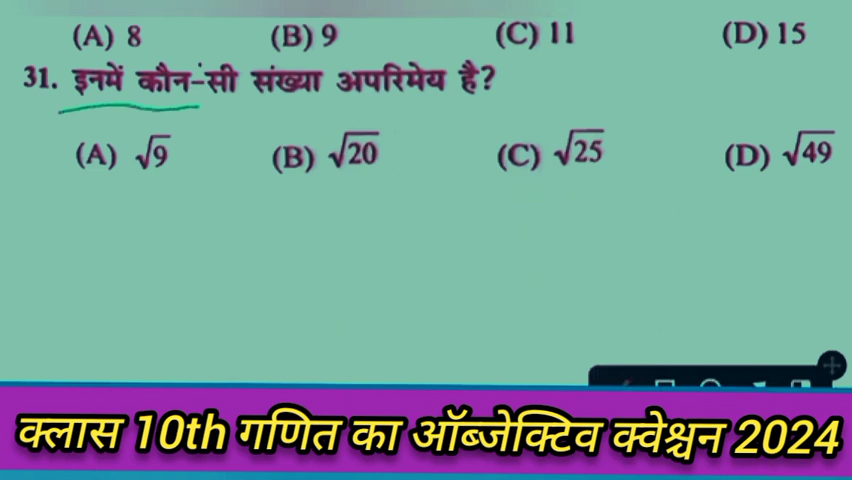 (A) 8 (B) 9 (C) 11 (D) 15
31. इनमें कौन-सी संख्या अपरिमेय है?
(A) √9 (B) √20 (C) √25 (D) √49
क्लास 10th गणित का ऑब्जेक्टिव क्वेश्चन 2024